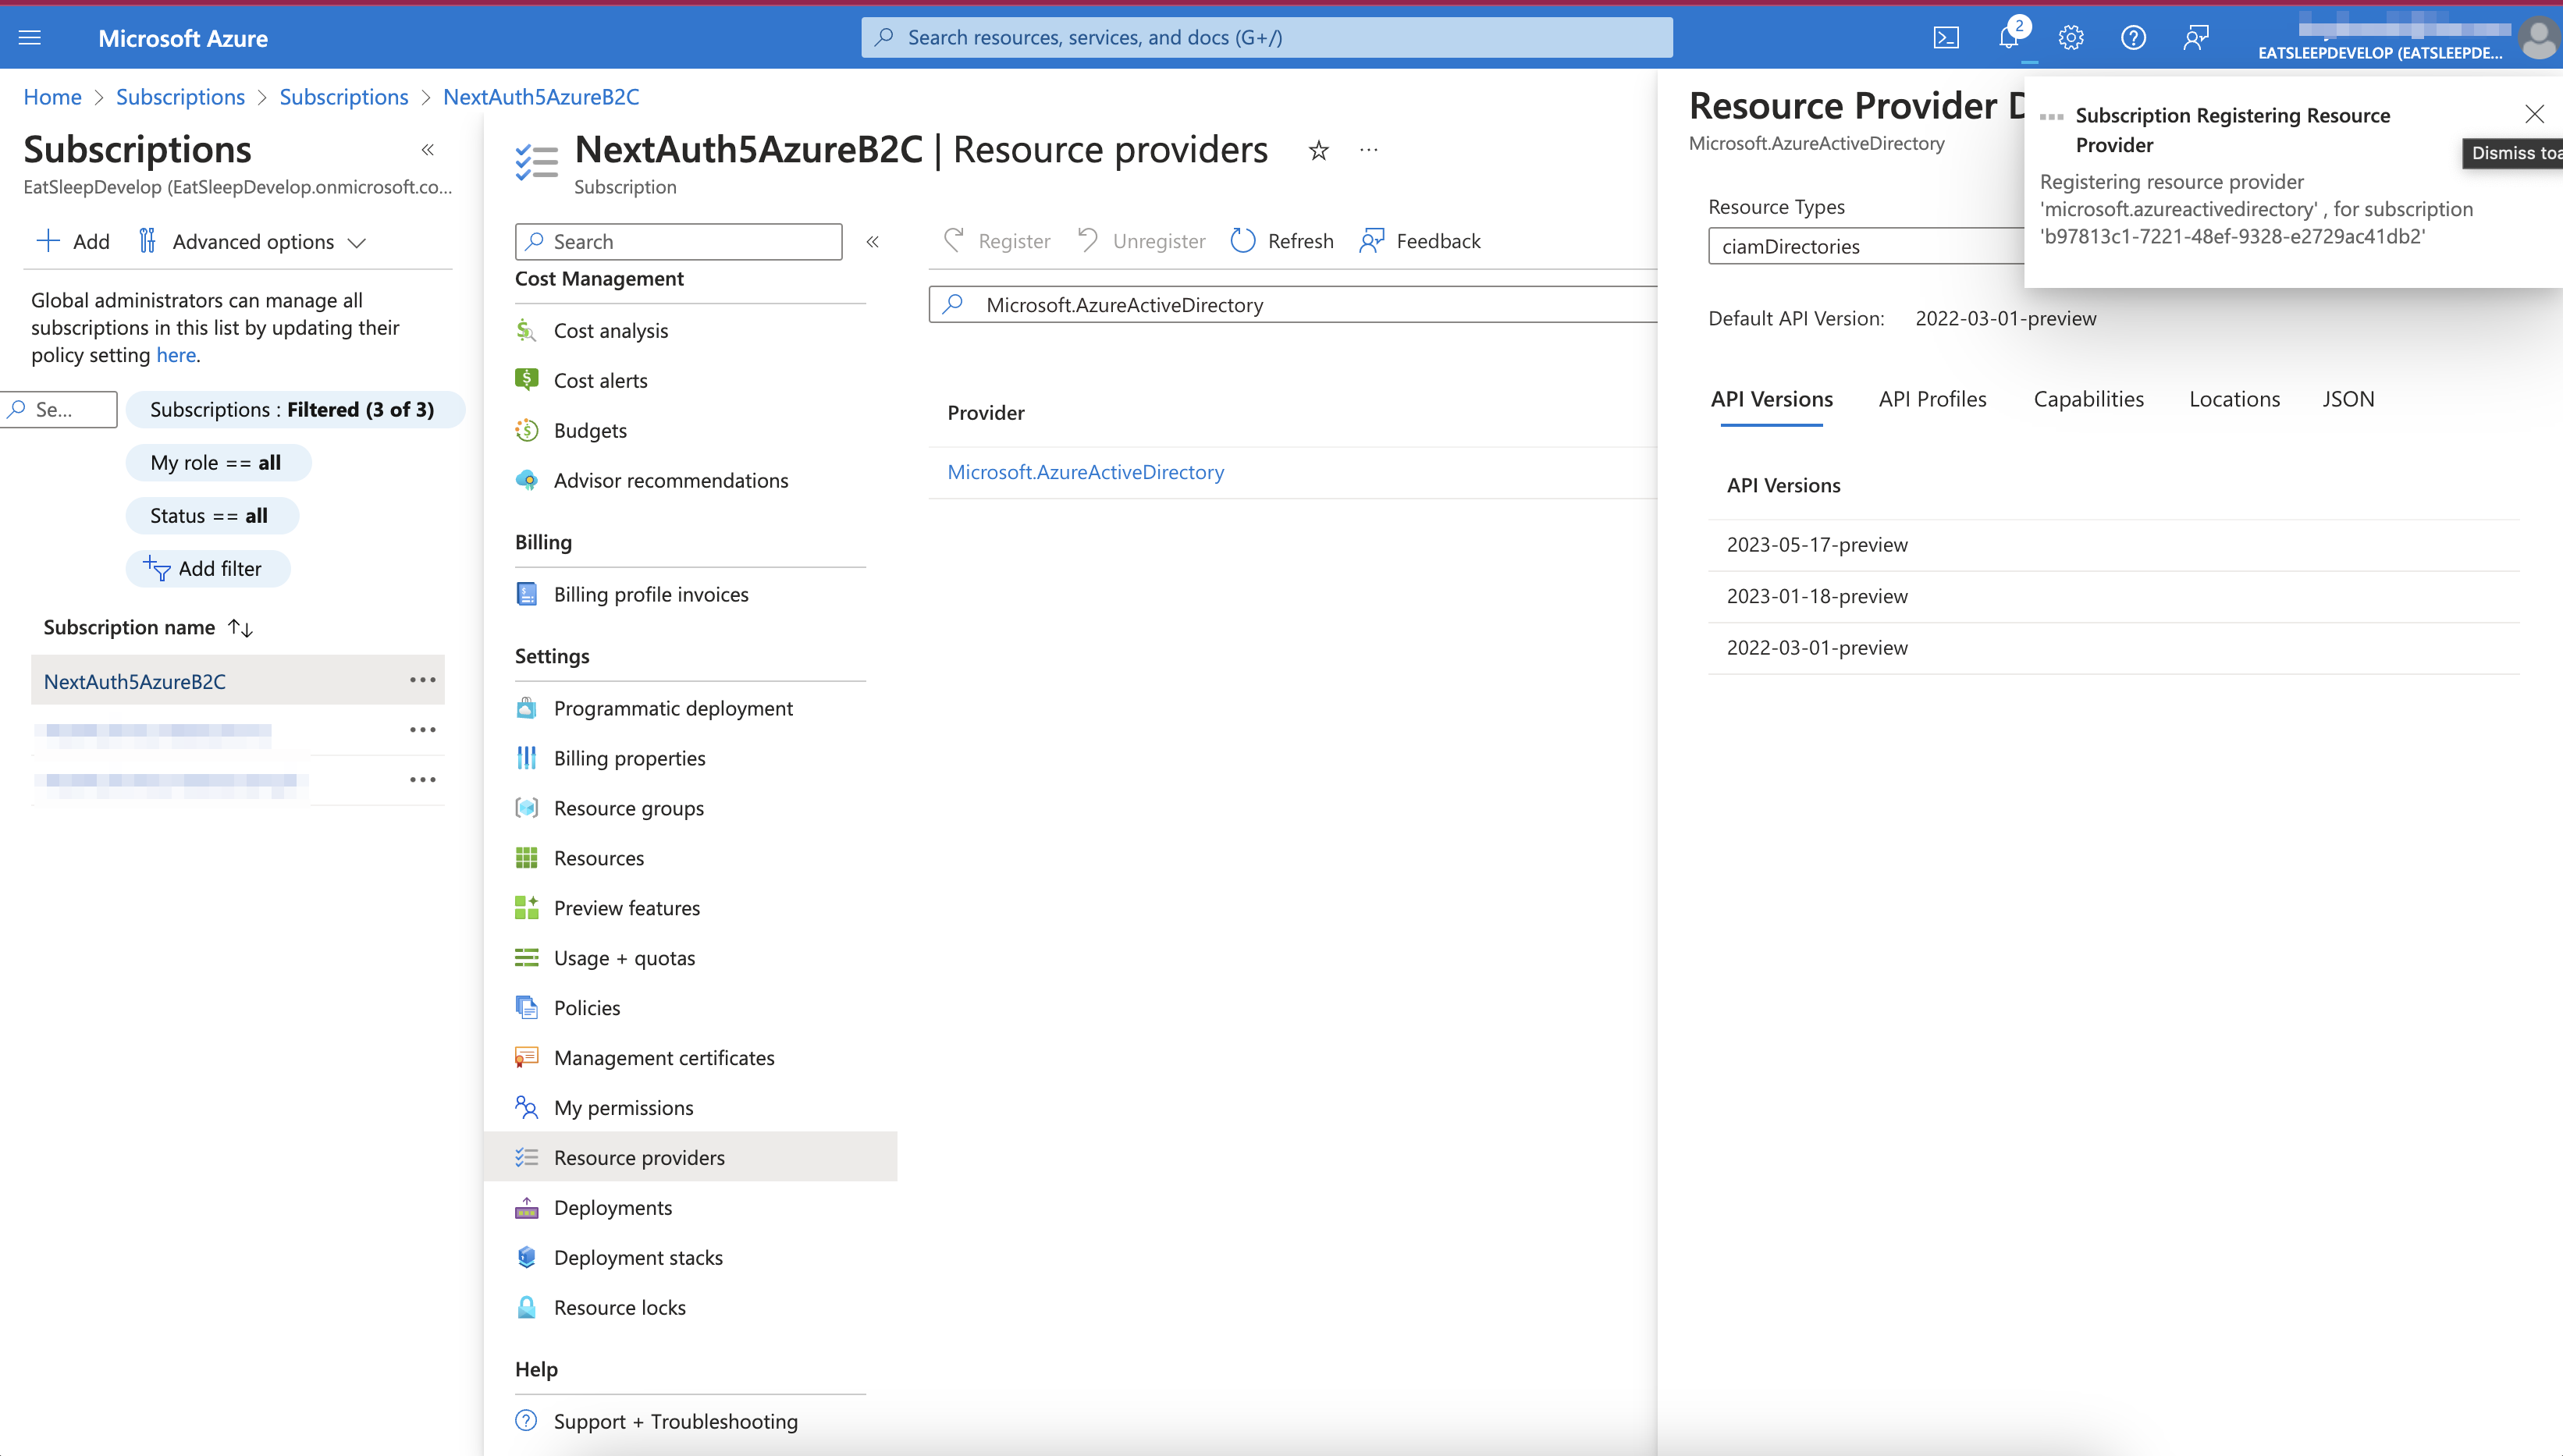 Microsoft Azure
Search resources, services, and docs (G+/)
2
EATSLEEPDEVELOP (EATSLEEPDE...
Home > Subscriptions > Subscriptions > NextAuth5AzureB2C
Subscriptions
EatSleepDevelop (EatSleepDevelop.onmicrosoft.co...
Add
Advanced options
Global administrators can manage all
subscriptions in this list by updating their
policy setting here.
Se...
Subscriptions : Filtered (3 of 3)
My role == all
Status == all
Add filter
Subscription name
NextAuth5AzureB2C
NextAuth5AzureB2C | Resource providers
Subscription
Search
Cost Management
Cost analysis
Cost alerts
Budgets
Advisor recommendations
Billing
Billing profile invoices
Settings
Programmatic deployment
Billing properties
Resource groups
Resources
Preview features
Usage + quotas
Policies
Management certificates
My permissions
Resource providers
Deployments
Deployment stacks
Resource locks
Help
Support + Troubleshooting
Register
Unregister
Refresh
Feedback
Microsoft.AzureActiveDirectory
Provider
Microsoft.AzureActiveDirectory
Resource Provider
Microsoft.AzureActiveDirectory
Resource Types
ciamDirectories
Default API Version: 2022-03-01-preview
API Versions
API Profiles
Capabilities
Locations
JSON
API Versions
2023-05-17-preview
2023-01-18-preview
2022-03-01-preview
Subscription Registering Resource
Provider
Dismiss toa
Registering resource provider
'microsoft.azureactivedirectory' , for subscription
'b97813c1-7221-48ef-9328-e2729ac41db2'